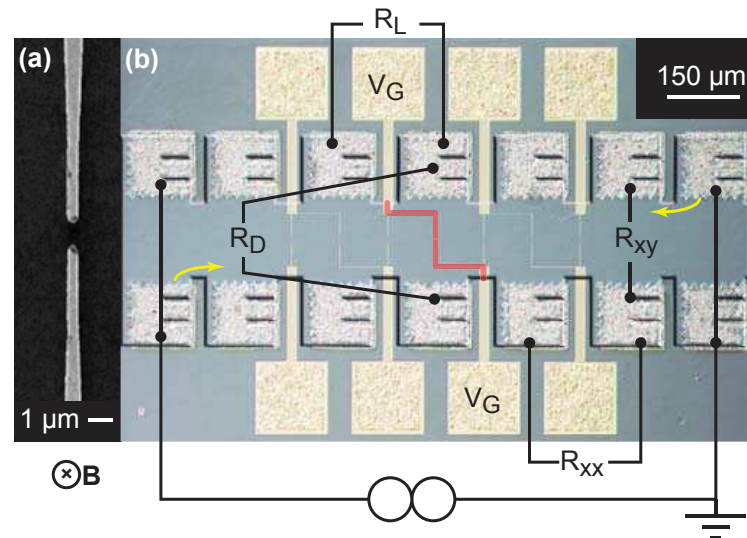 R_L
(a)
(b)
V_G
150 µm
R_D
R_xy
V_G
1 µm
R_xx
B